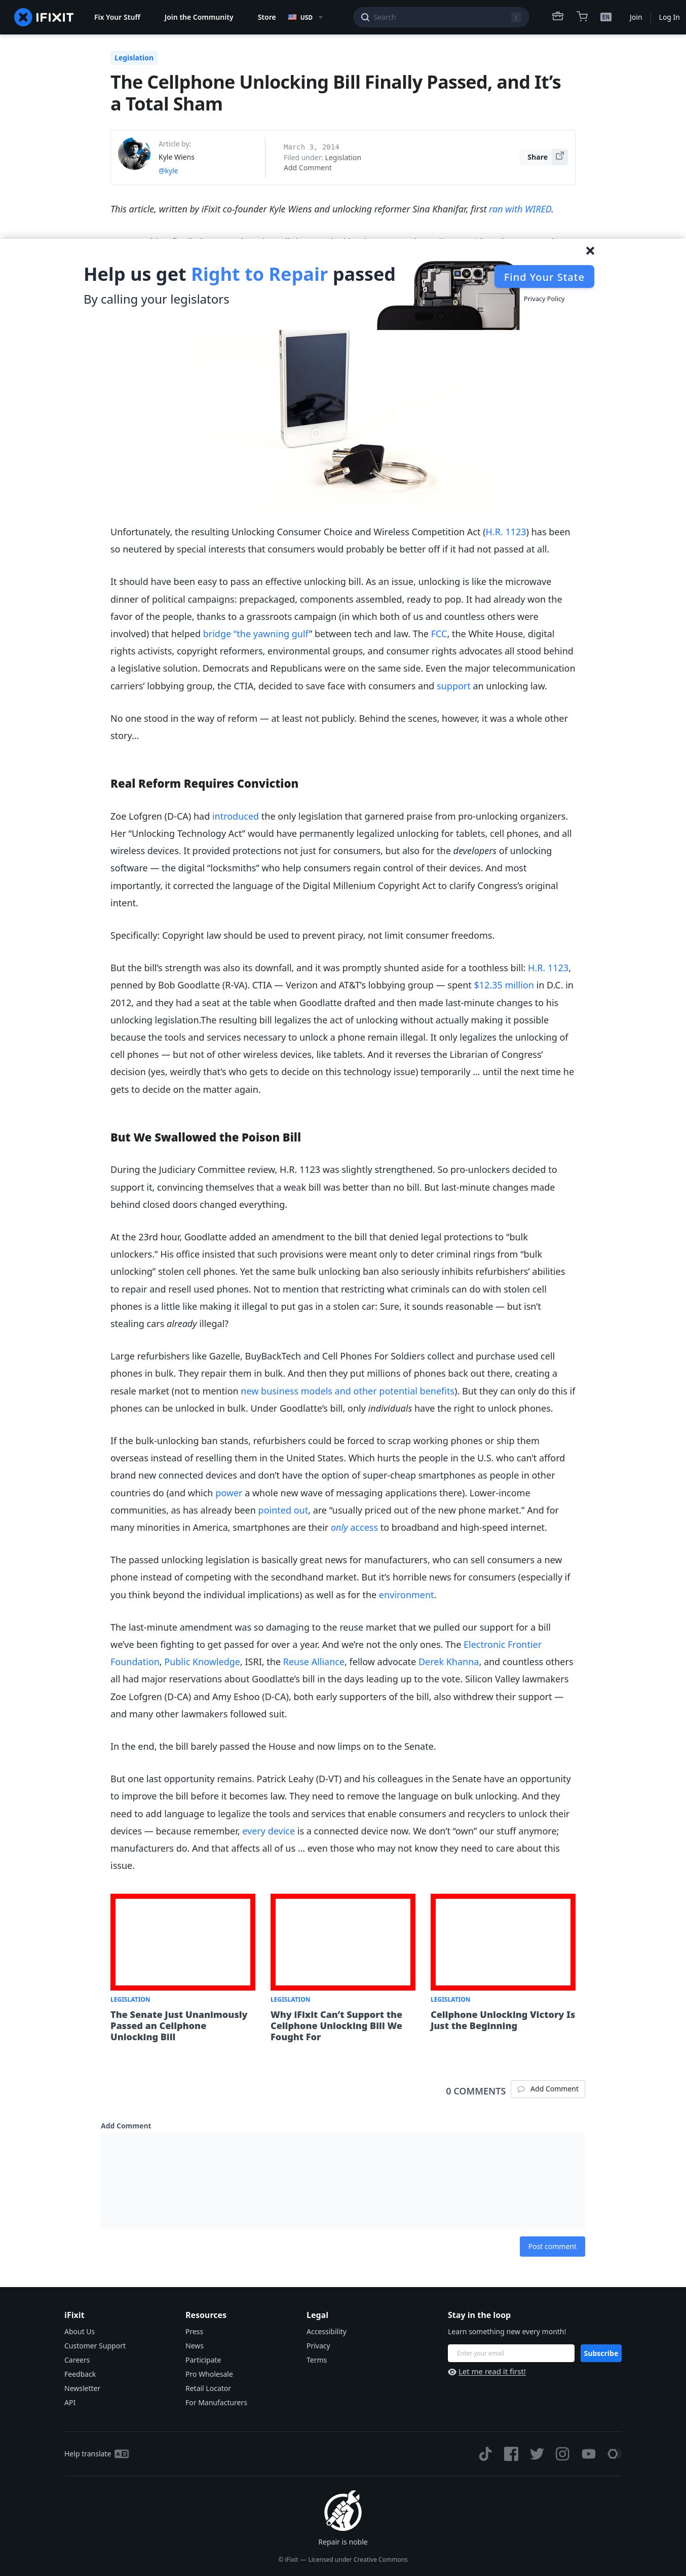 IFIXIT
Fix Your Stuff
Join the Community
Store
USD
Search
/
EN
Join
Log In
Legislation
The Cellphone Unlocking Bill Finally Passed, and It's
a Total Sham
Article by:
Kyle Wiens
@kyle
March 3, 2014
Filed under: Legislation
Add Comment
Share
This article, written by iFixit co-founder Kyle Wiens and unlocking reformer Sina Khanifar, first ran with WIRED.
Help us get Right to Repair passed
By calling your legislators
Find Your State
Privacy Policy
Unfortunately, the resulting Unlocking Consumer Choice and Wireless Competition Act (H.R. 1123) has been
so neutered by special interests that consumers would probably be better off if it had not passed at all.
It should have been easy to pass an effective unlocking bill. As an issue, unlocking is like the microwave
dinner of political campaigns: prepackaged, components assembled, ready to pop. It had already won the
favor of the people, thanks to a grassroots campaign (in which both of us and countless others were
involved) that helped bridge “the yawning gulf” between tech and law. The FCC, the White House, digital
rights activists, copyright reformers, environmental groups, and consumer rights advocates all stood behind
a legislative solution. Democrats and Republicans were on the same side. Even the major telecommunication
carriers’ lobbying group, the CTIA, decided to save face with consumers and support an unlocking law.
No one stood in the way of reform — at least not publicly. Behind the scenes, however, it was a whole other
story…
Real Reform Requires Conviction
Zoe Lofgren (D-CA) had introduced the only legislation that garnered praise from pro-unlocking organizers.
Her “Unlocking Technology Act” would have permanently legalized unlocking for tablets, cell phones, and all
wireless devices. It provided protections not just for consumers, but also for the developers of unlocking
software — the digital “locksmiths” who help consumers regain control of their devices. And most
importantly, it corrected the language of the Digital Millenium Copyright Act to clarify Congress’s original
intent.
Specifically: Copyright law should be used to prevent piracy, not limit consumer freedoms.
But the bill’s strength was also its downfall, and it was promptly shunted aside for a toothless bill: H.R. 1123,
penned by Bob Goodlatte (R-VA). CTIA — Verizon and AT&T’s lobbying group — spent $12.35 million in D.C. in
2012, and they had a seat at the table when Goodlatte drafted and then made last-minute changes to his
unlocking legislation.The resulting bill legalizes the act of unlocking without actually making it possible
because the tools and services necessary to unlock a phone remain illegal. It only legalizes the unlocking of
cell phones — but not of other wireless devices, like tablets. And it reverses the Librarian of Congress’
decision (yes, weirdly that's who gets to decide on this technology issue) temporarily … until the next time he
gets to decide on the matter again.
But We Swallowed the Poison Bill
During the Judiciary Committee review, H.R. 1123 was slightly strengthened. So pro-unlockers decided to
support it, convincing themselves that a weak bill was better than no bill. But last-minute changes made
behind closed doors changed everything.
At the 23rd hour, Goodlatte added an amendment to the bill that denied legal protections to “bulk
unlockers.” His office insisted that such provisions were meant only to deter criminal rings from “bulk
unlocking” stolen cell phones. Yet the same bulk unlocking ban also seriously inhibits refurbishers’ abilities
to repair and resell used phones. Not to mention that restricting what criminals can do with stolen cell
phones is a little like making it illegal to put gas in a stolen car: Sure, it sounds reasonable — but isn’t
stealing cars already illegal?
Large refurbishers like Gazelle, BuyBackTech and Cell Phones For Soldiers collect and purchase used cell
phones in bulk. They repair them in bulk. And then they put millions of phones back out there, creating a
resale market (not to mention new business models and other potential benefits). But they can only do this if
phones can be unlocked in bulk. Under Goodlatte’s bill, only individuals have the right to unlock phones.
If the bulk-unlocking ban stands, refurbishers could be forced to scrap working phones or ship them
overseas instead of reselling them in the United States. Which hurts the people in the U.S. who can’t afford
brand new connected devices and don’t have the option of super-cheap smartphones as people in other
countries do (and which power a whole new wave of messaging applications there). Lower-income
communities, as has already been pointed out, are “usually priced out of the new phone market.” And for
many minorities in America, smartphones are their only access to broadband and high-speed internet.
The passed unlocking legislation is basically great news for manufacturers, who can sell consumers a new
phone instead of competing with the secondhand market. But it’s horrible news for consumers (especially if
you think beyond the individual implications) as well as for the environment.
The last-minute amendment was so damaging to the reuse market that we pulled our support for a bill
we’ve been fighting to get passed for over a year. And we’re not the only ones. The Electronic Frontier
Foundation, Public Knowledge, ISRI, the Reuse Alliance, fellow advocate Derek Khanna, and countless others
all had major reservations about Goodlatte’s bill in the days leading up to the vote. Silicon Valley lawmakers
Zoe Lofgren (D-CA) and Amy Eshoo (D-CA), both early supporters of the bill, also withdrew their support —
and many other lawmakers followed suit.
In the end, the bill barely passed the House and now limps on to the Senate.
But one last opportunity remains. Patrick Leahy (D-VT) and his colleagues in the Senate have an opportunity
to improve the bill before it becomes law. They need to remove the language on bulk unlocking. And they
need to add language to legalize the tools and services that enable consumers and recyclers to unlock their
devices — because remember, every device is a connected device now. We don’t “own” our stuff anymore;
manufacturers do. And that affects all of us … even those who may not know they need to care about this
issue.
LEGISLATION
The Senate Just Unanimously
Passed an Cellphone
Unlocking Bill
LEGISLATION
Why iFixit Can’t Support the
Cellphone Unlocking Bill We
Fought For
LEGISLATION
Cellphone Unlocking Victory Is
Just the Beginning
0 COMMENTS
Add Comment
Add Comment
Post comment
iFixit
About Us
Customer Support
Careers
Feedback
Newsletter
API
Resources
Press
News
Participate
Pro Wholesale
Retail Locator
For Manufacturers
Legal
Accessibility
Privacy
Terms
Stay in the loop
Learn something new every month!
Enter your email
Subscribe
Let me read it first!
Help translate
Repair is noble
© iFixit — Licensed under Creative Commons